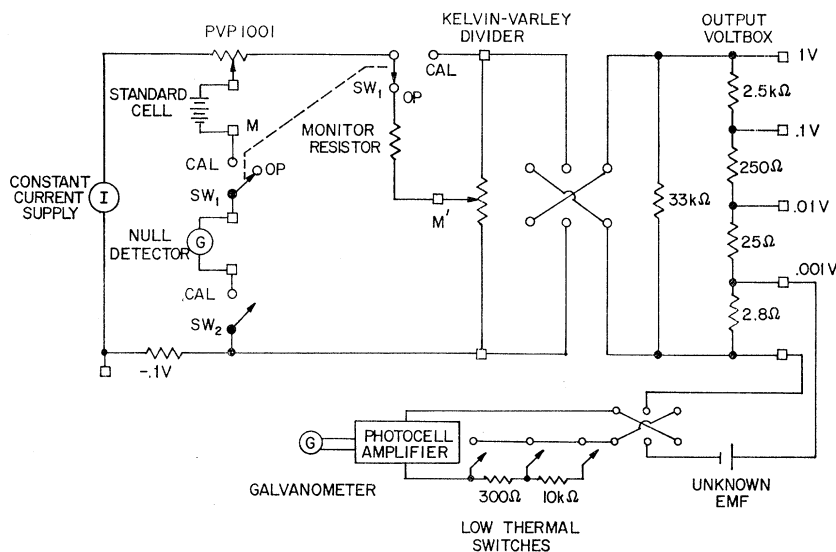 PVP1001
KELVIN-VARLEY
DIVIDER
OUTPUT
VOLTBOX
STANDARD
CELL
M
CAL
OP
SW1
CONSTANT
CURRENT
SUPPLY
I
NULL
DETECTOR
G
CAL
SW2
-.1V
SW1
OP
CAL
MONITOR
RESISTOR
M'
33kΩ
1V
2.5kΩ
.1V
250Ω
.01V
25Ω
.001V
2.8Ω
G
PHOTOCELL
AMPLIFIER
GALVANOMETER
300Ω
10kΩ
LOW THERMAL
SWITCHES
UNKNOWN
EMF